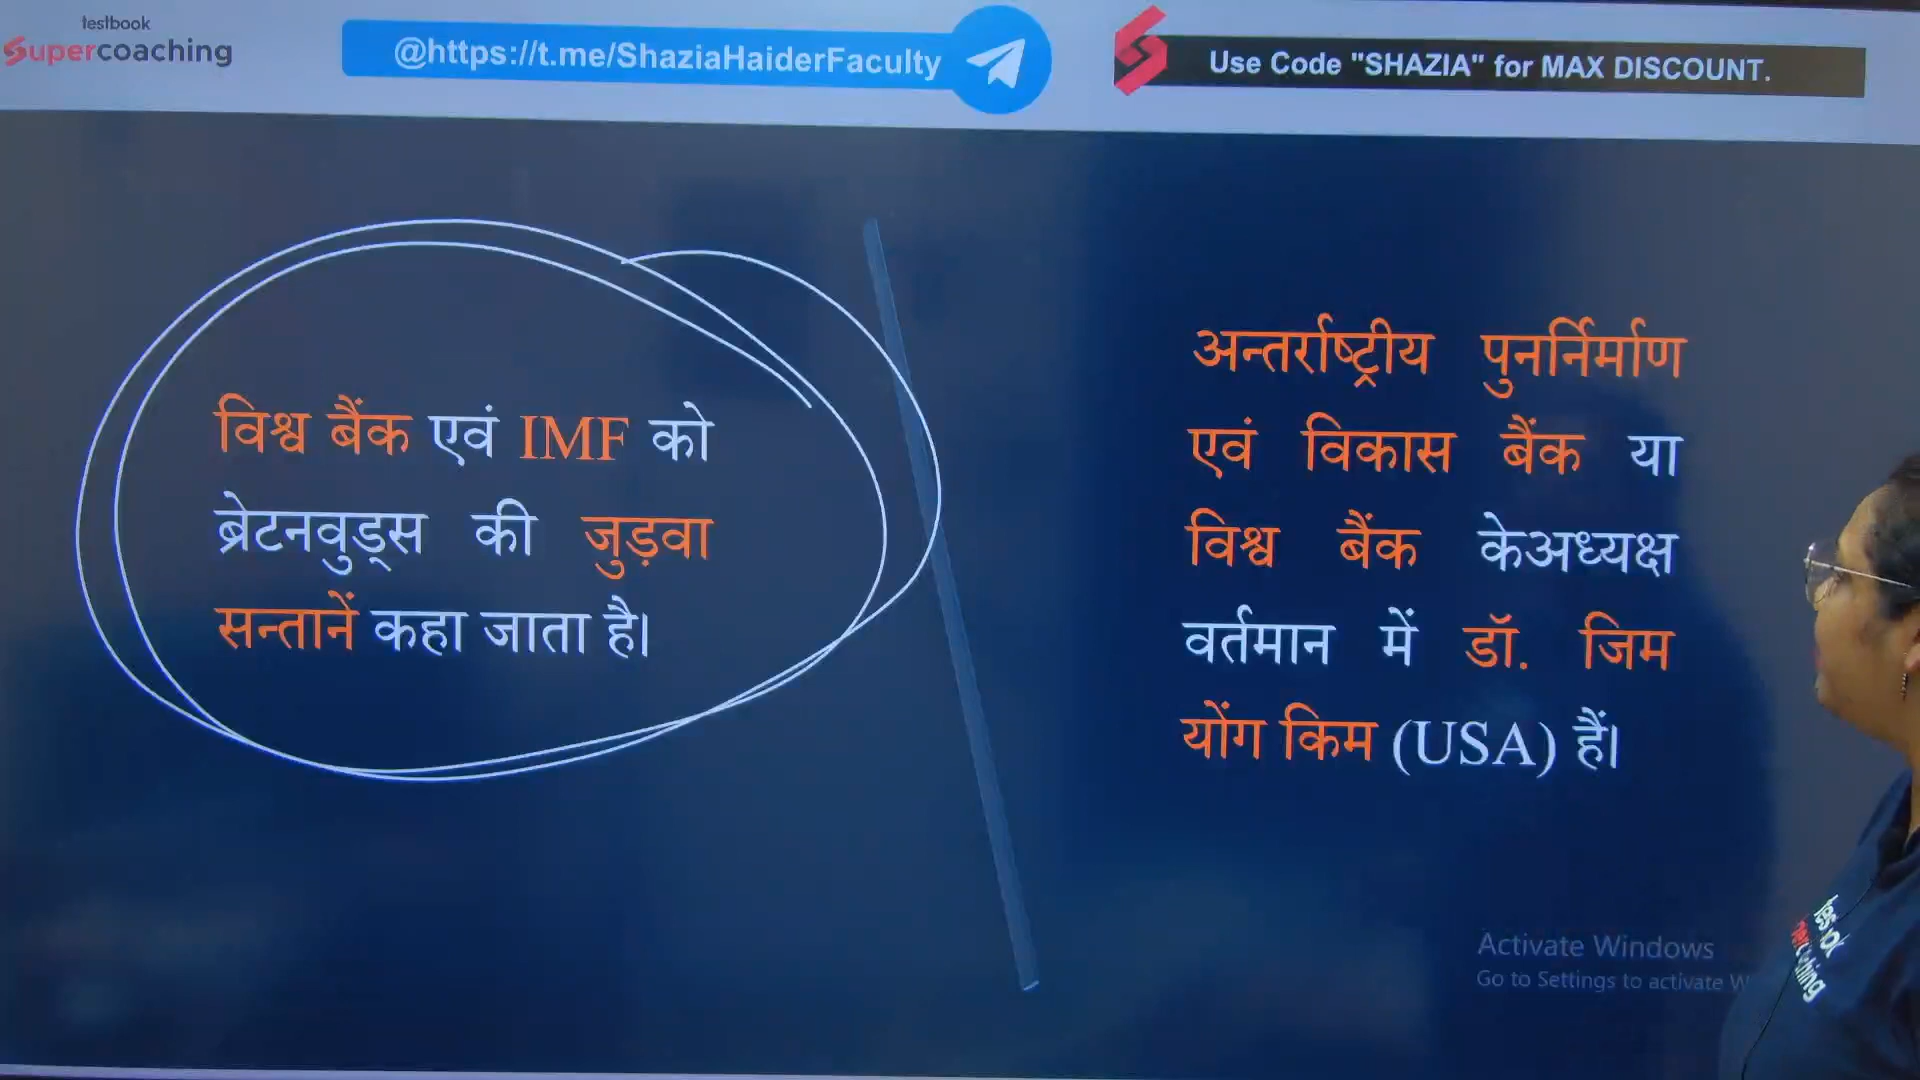 testbook
Supercoaching
@https://t.me/ShaziaHaiderFaculty
Use Code "SHAZIA" for MAX DISCOUNT.
विश्व बैंक एवं IMF को
ब्रेटनवुड्स की जुड़वा
सन्तानें कहा जाता है।
अन्तर्राष्ट्रीय पुनर्निर्माण
एवं विकास बैंक या
विश्व बैंक केअध्यक्ष
वर्तमान में डॉ. जिम
योंग किम (USA) हैं।
Activate Windows
Go to Settings to activate W